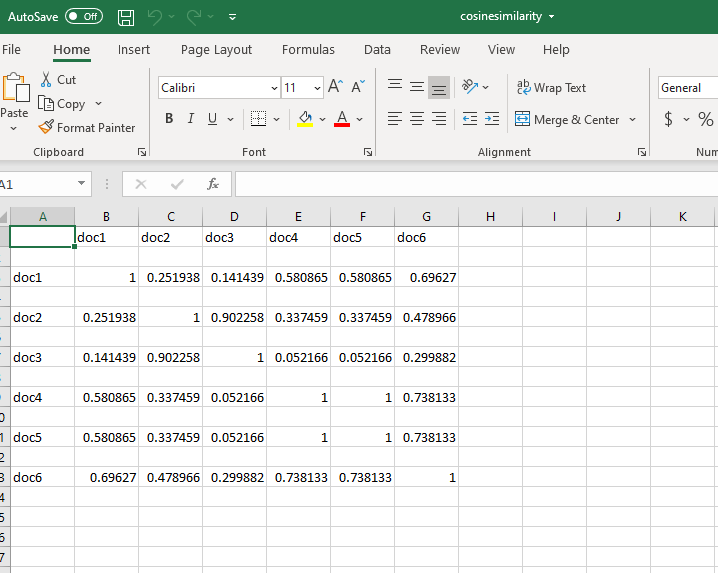 AutoSave Off cosinesimilarity
File Home Insert Page Layout Formulas Data Review View Help
Cut
Copy
Format Painter
Paste
Calibri 11
B I U A
ab Wrap Text
Merge & Center
General
$ %
Clipboard Font Alignment
A1 fx
A B C D E F G H I J K
doc1 doc2 doc3 doc4 doc5 doc6
doc1 1 0.251938 0.141439 0.580865 0.580865 0.69627
doc2 0.251938 1 0.902258 0.337459 0.337459 0.478966
doc3 0.141439 0.902258 1 0.052166 0.052166 0.299882
doc4 0.580865 0.337459 0.052166 1 1 0.738133
doc5 0.580865 0.337459 0.052166 1 1 0.738133
doc6 0.69627 0.478966 0.299882 0.738133 0.738133 1